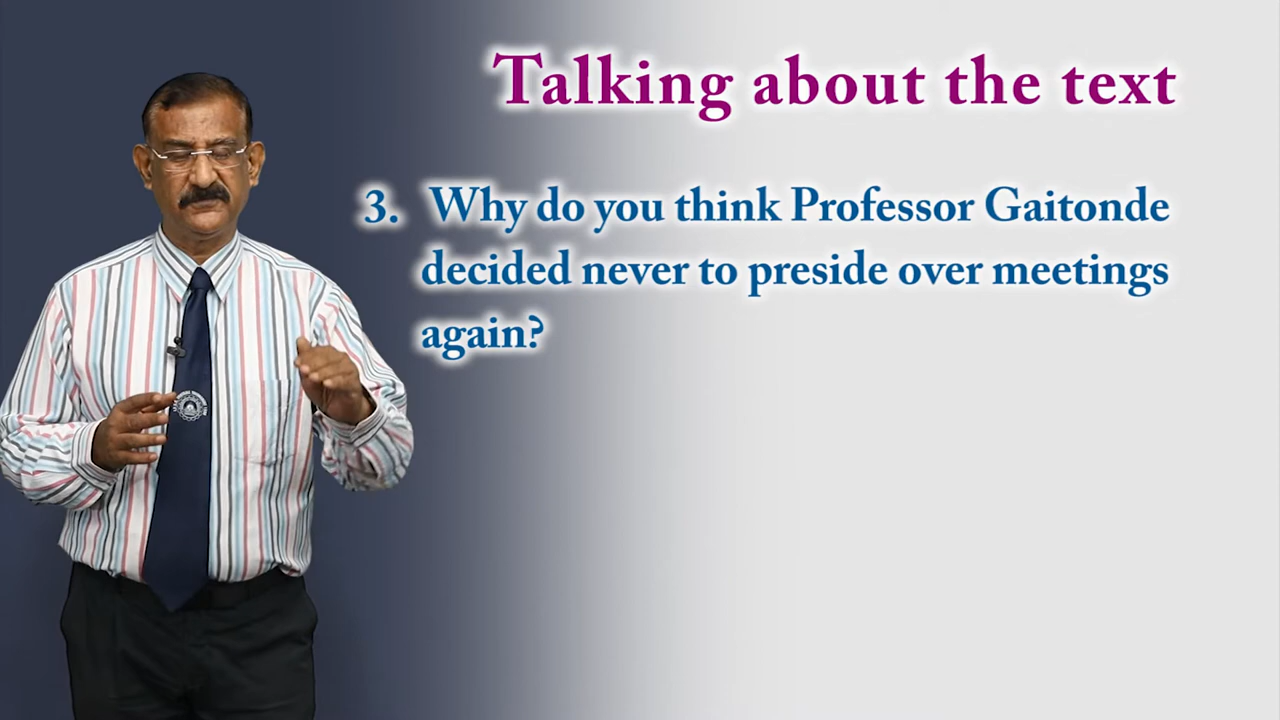 Talking about the text
3. Why do you think Professor Gaitonde
decided never to preside over meetings
again?